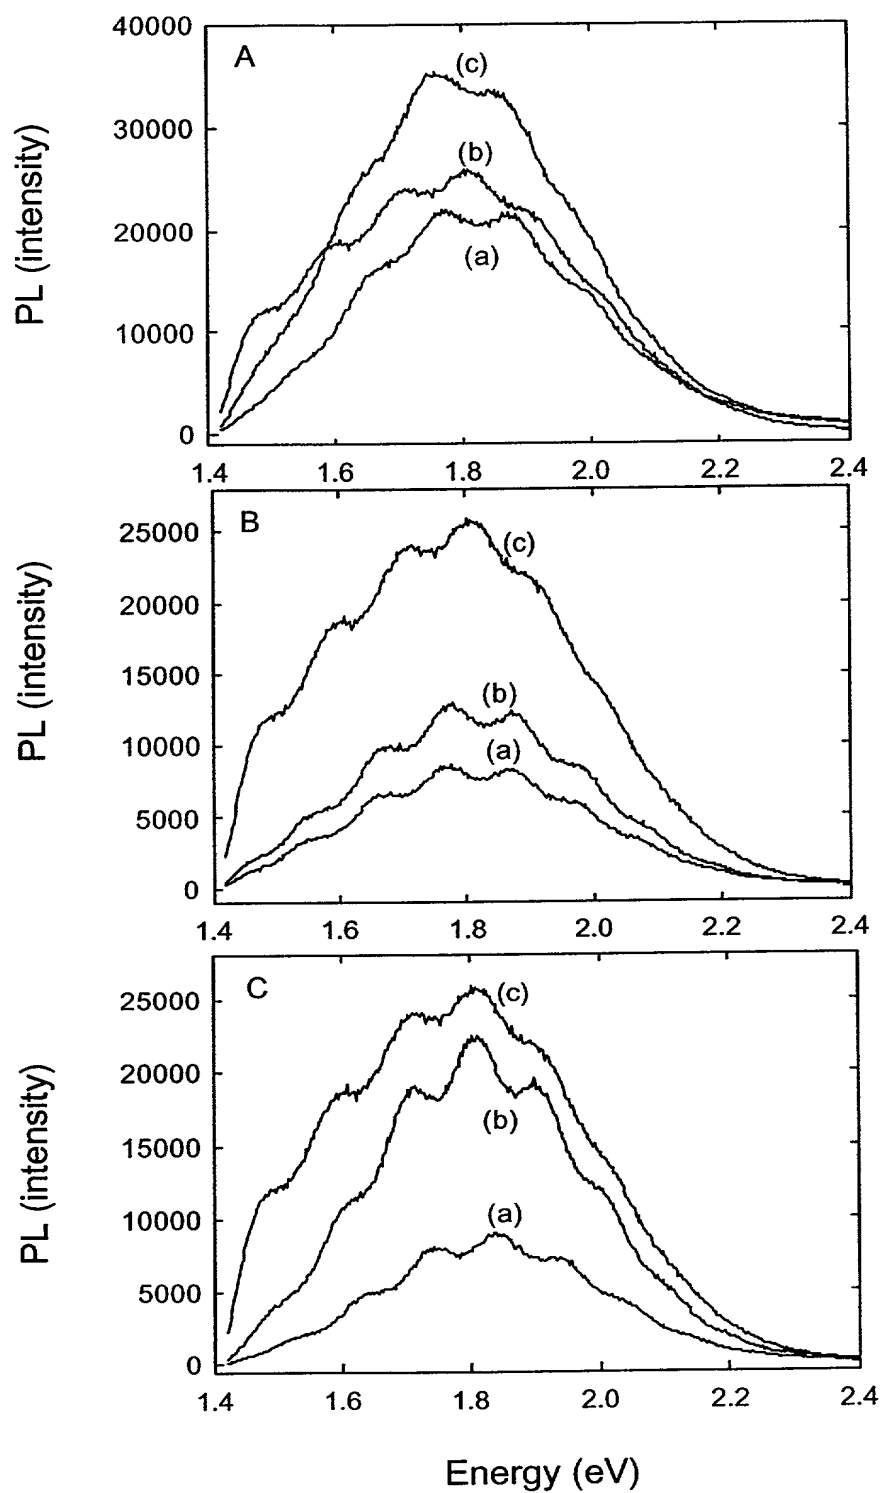 40000
A
(c)
30000
(b)
20000
(a)
10000
0
PL (intensity)
1.4 1.6 1.8 2.0 2.2 2.4
B
25000
(c)
20000
15000
(b)
10000
(a)
5000
0
PL (intensity)
1.4 1.6 1.8 2.0 2.2 2.4
C
25000
(c)
20000
(b)
15000
10000
(a)
5000
0
PL (intensity)
1.4 1.6 1.8 2.0 2.2 2.4
Energy (eV)